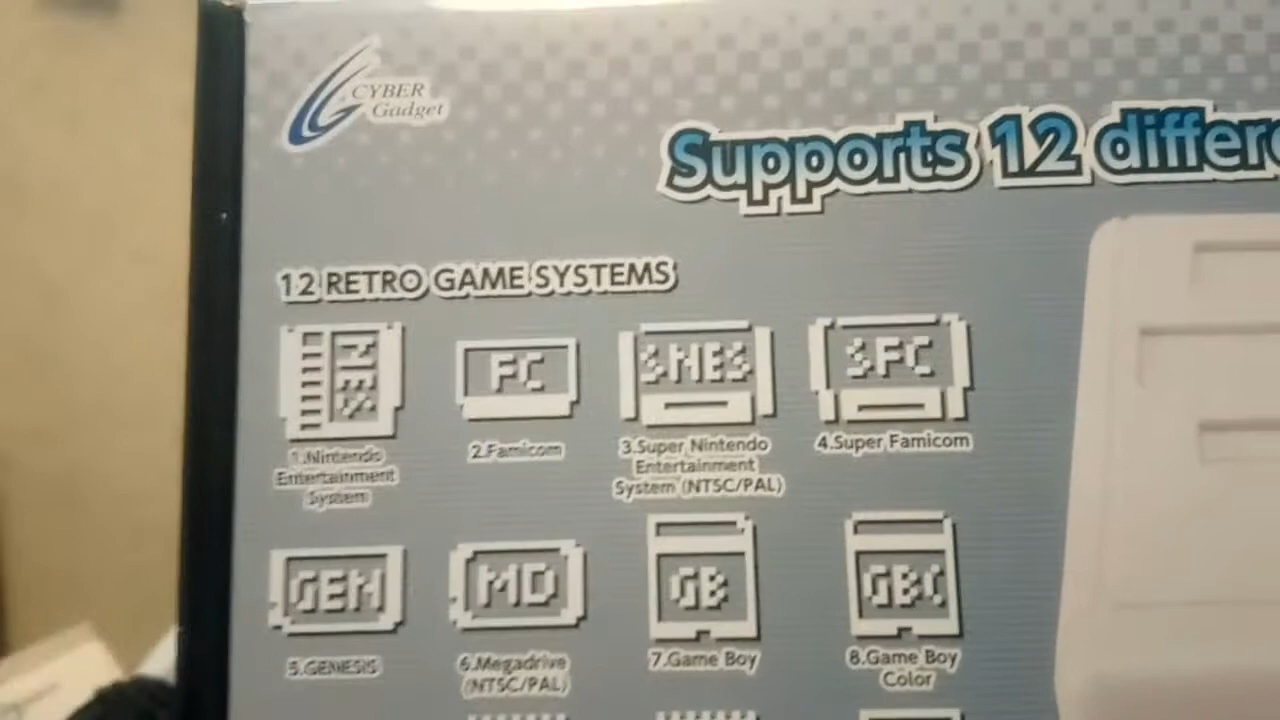 CYBER
Gadget
Supports 12 differe
12 RETRO GAME SYSTEMS
NES
FC
SNES
SFC
1.Nintendo
Entertainment
System
2.Famicom
3.Super Nintendo
Entertainment
System (NTSC/PAL)
4.Super Famicom
GEN
MD
GB
GBC
5.GENESIS
6.Megadrive
(NTSC/PAL)
7.Game Boy
8.Game Boy
Color